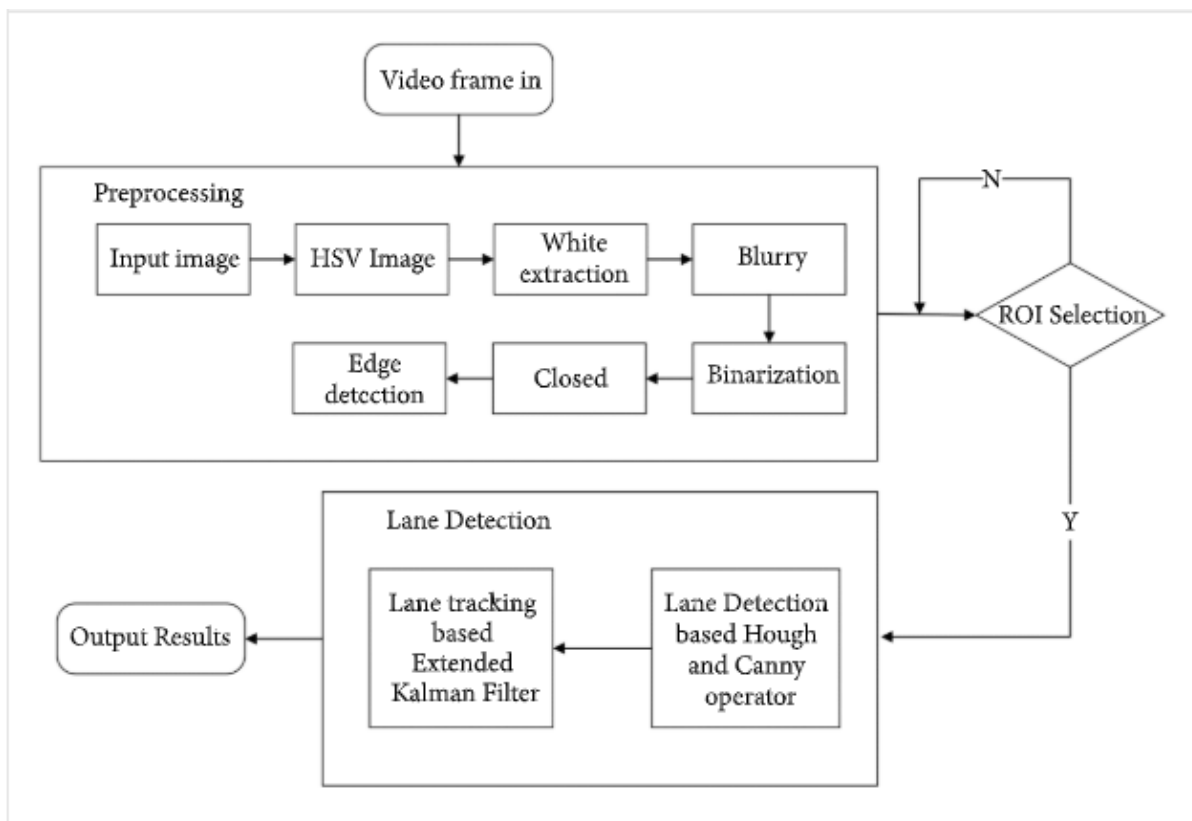 Video frame in
Preprocessing
Input image
HSV Image
White
extraction
Blurry
Binarization
Closed
Edge
detection
N
ROI Selection
Y
Lane Detection
Lane Detection
based Hough
and Canny
operator
Lane tracking
based
Extended
Kalman Filter
Output Results